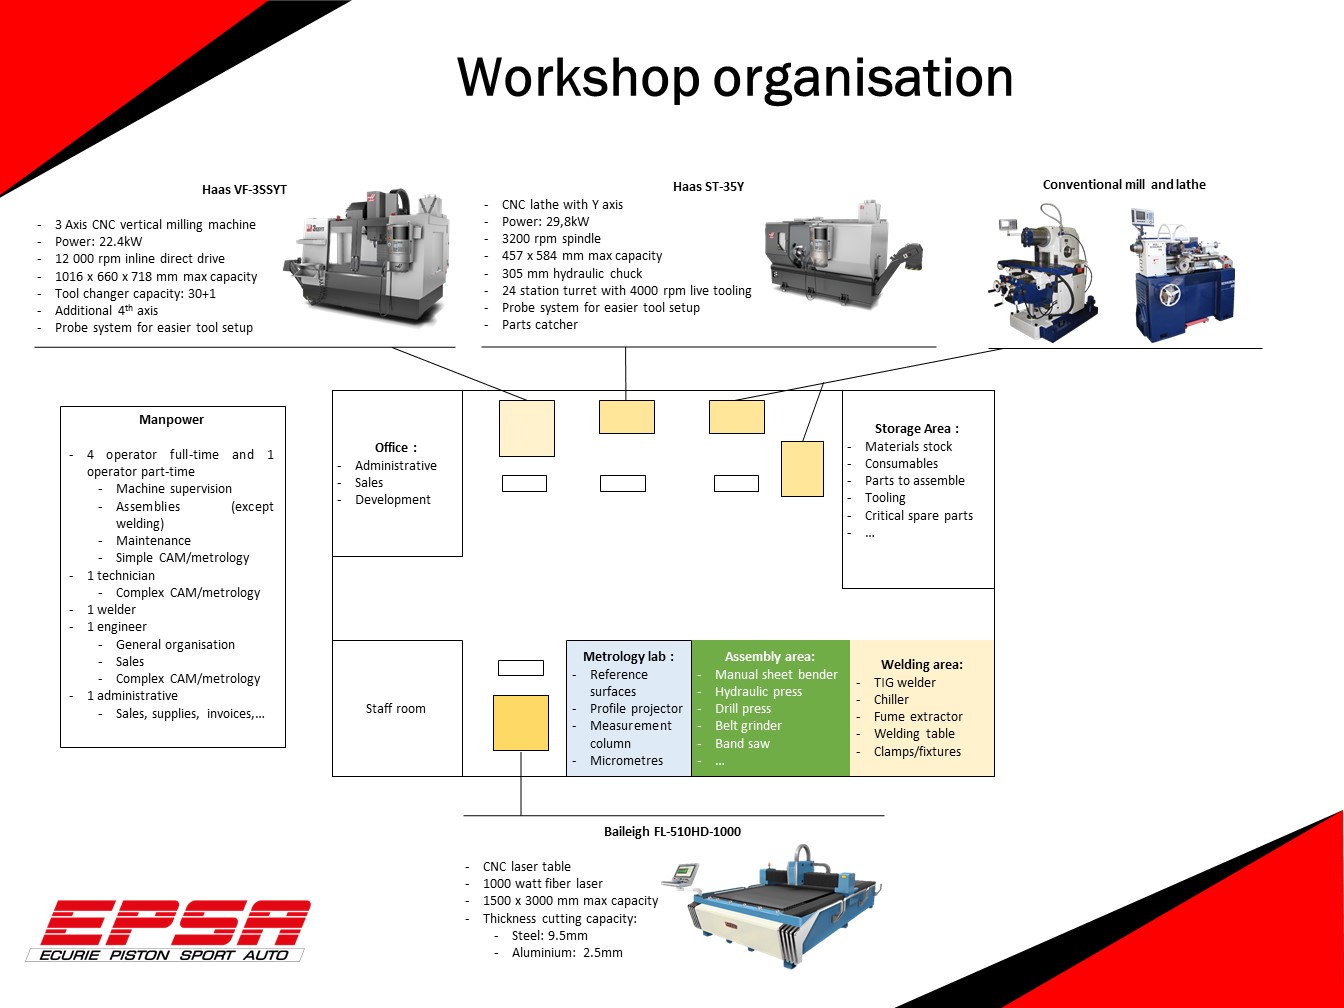 Workshop organisation
Haas VF-3SSYT
- 3 Axis CNC vertical milling machine
- Power: 22.4kW
- 12 000 rpm inline direct drive
- 1016 x 660 x 718 mm max capacity
- Tool changer capacity: 30+1
- Additional 4th axis
- Probe system for easier tool setup
Haas ST-35Y
- CNC lathe with Y axis
- Power: 29,8kW
- 3200 rpm spindle
- 457 x 584 mm max capacity
- 305 mm hydraulic chuck
- 24 station turret with 4000 rpm live tooling
- Probe system for easier tool setup
- Parts catcher
Conventional mill and lathe
Manpower
- 4 operator full-time and 1
operator part-time
- Machine supervision
- Assemblies (except
welding)
- Maintenance
- Simple CAM/metrology
- 1 technician
- Complex CAM/metrology
- 1 welder
- 1 engineer
- General organisation
- Sales
- Complex CAM/metrology
- 1 administrative
- Sales, supplies, invoices,...
Office :
- Administrative
- Sales
- Development
Storage Area :
- Materials stock
- Consumables
- Parts to assemble
- Tooling
- Critical spare parts
- ...
Staff room
Metrology lab :
- Reference
surfaces
- Profile projector
- Measurement
column
- Micrometres
Assembly area:
- Manual sheet bender
- Hydraulic press
- Drill press
- Belt grinder
- Band saw
- ...
Welding area:
- TIG welder
- Chiller
- Fume extractor
- Welding table
- Clamps/fixtures
Baileigh FL-510HD-1000
- CNC laser table
- 1000 watt fiber laser
- 1500 x 3000 mm max capacity
- Thickness cutting capacity:
- Steel: 9.5mm
- Aluminium: 2.5mm
EPSA
ECURIE PISTON SPORT AUTO